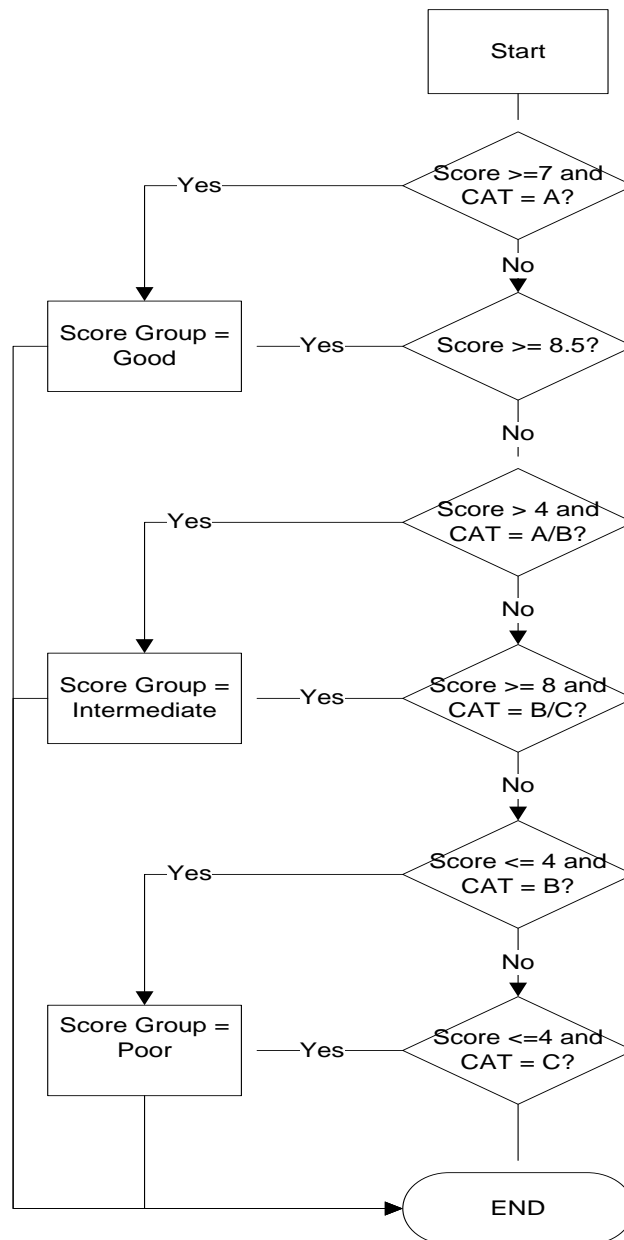 Start
Score >=7 and
CAT = A?
Yes
No
Score Group =
Good
Yes
Score >= 8.5?
No
Score > 4 and
CAT = A/B?
Yes
No
Score Group =
Intermediate
Yes
Score >= 8 and
CAT = B/C?
No
Score <= 4 and
CAT = B?
Yes
No
Score Group =
Poor
Yes
Score <=4 and
CAT = C?
END